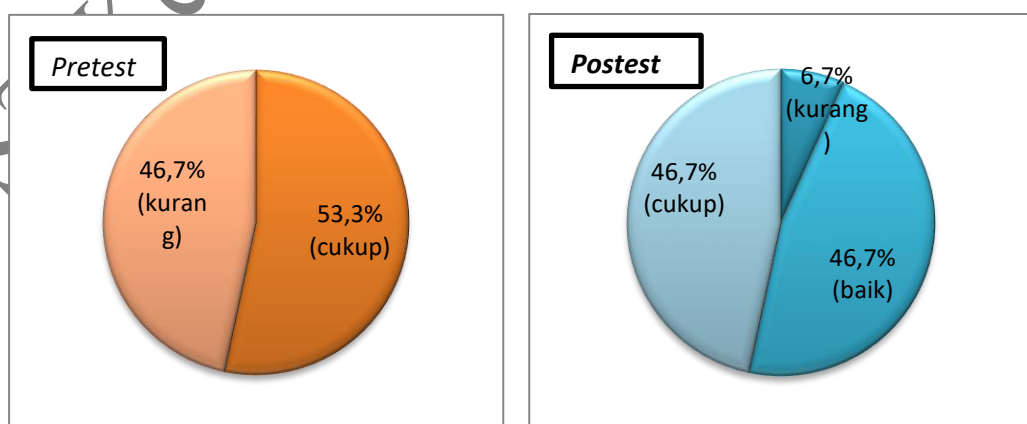 Pretest
46,7%
(kuran
g)
53,3%
(cukup)
Postest
6,7%
(kurang
)
46,7%
(cukup)
46,7%
(baik)